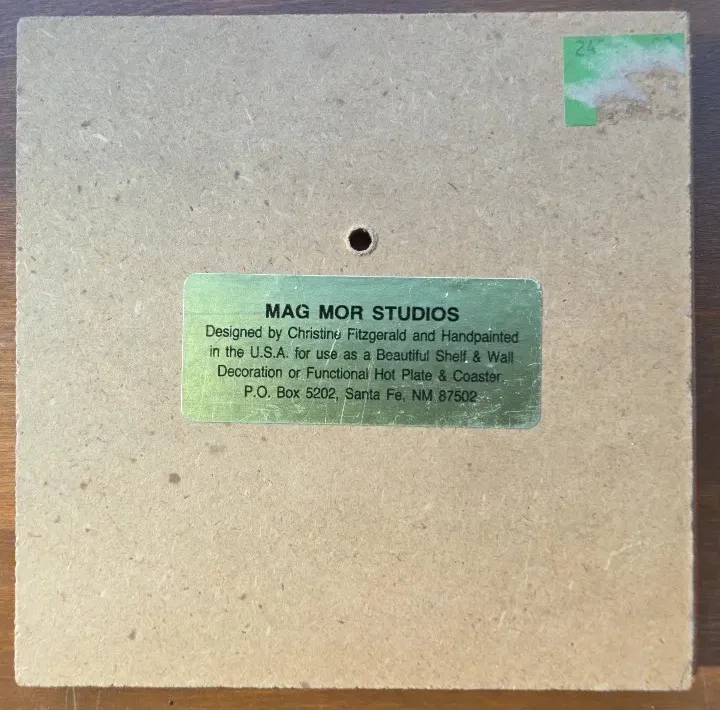 24
MAG MOR STUDIOS
Designed by Christine Fitzgerald and Handpainted
in the U.S.A. for use as a Beautiful Shelf & Wall
Decoration or Functional Hot Plate & Coaster
P.O. Box 5202, Santa Fe, NM 87502